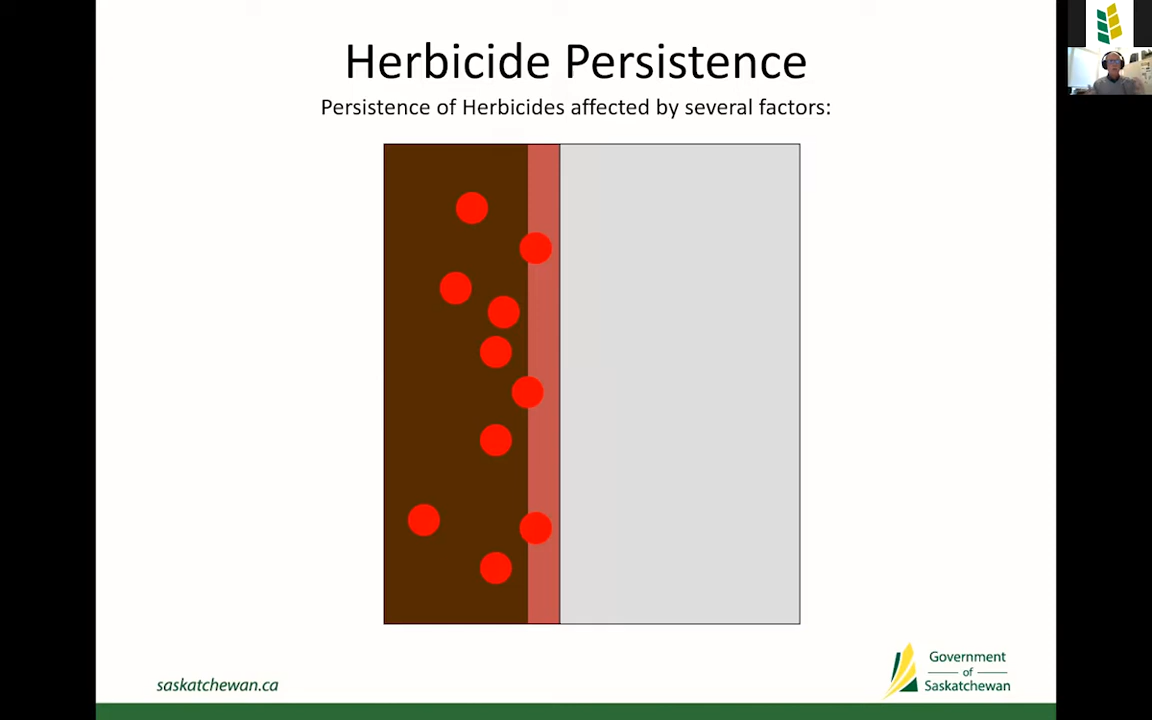 Herbicide Persistence
Persistence of Herbicides affected by several factors:
saskatchewan.ca
Government
of
Saskatchewan